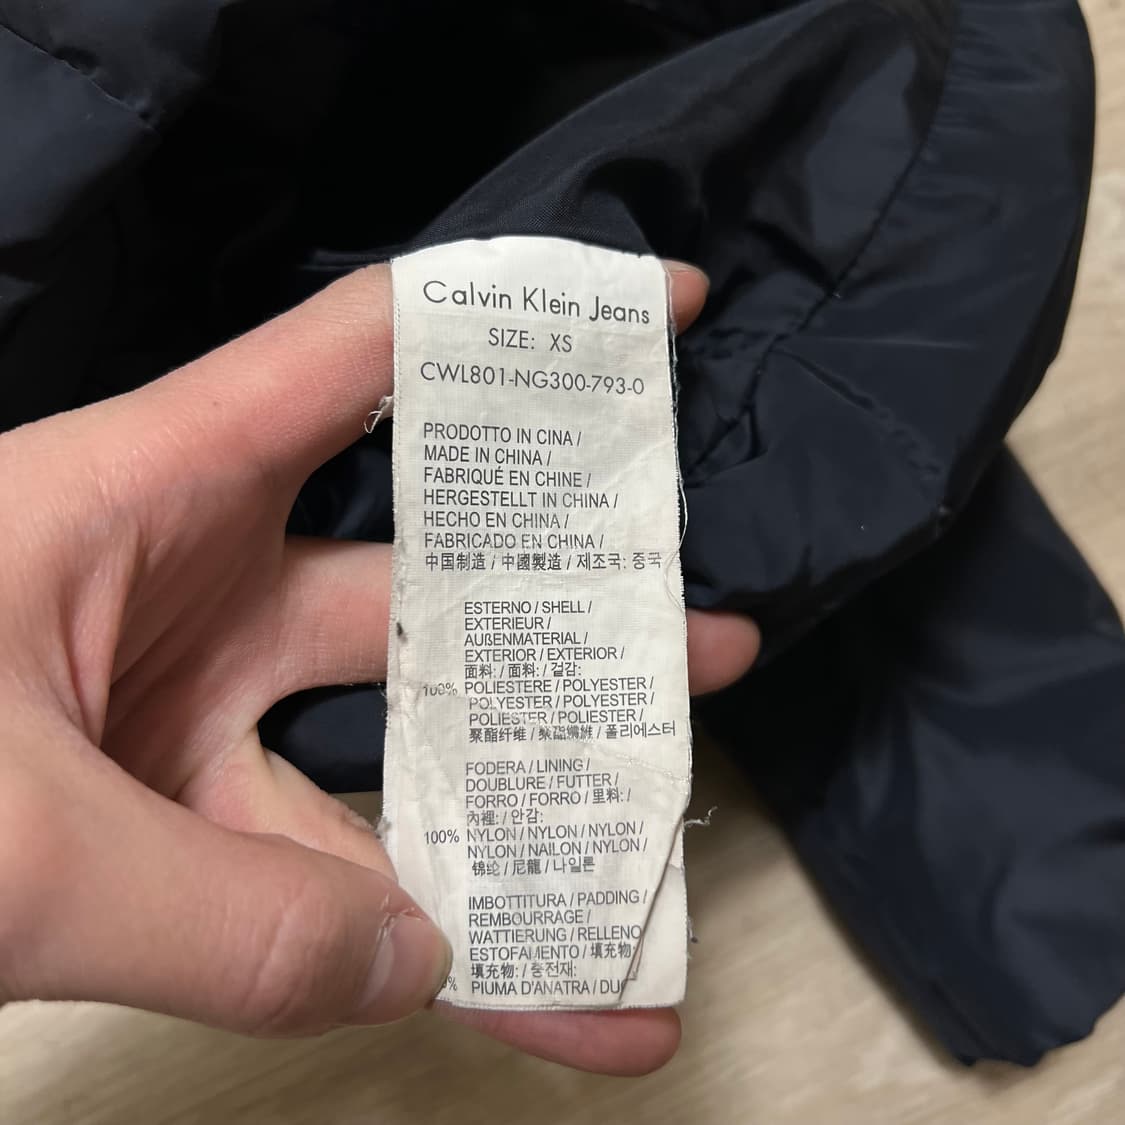 Calvin Klein Jeans
SIZE: XS
CWL801-NG300-793-0
PRODOTTO IN CINA /
MADE IN CHINA /
FABRIQUÉ EN CHINE /
HERGESTELLT IN CHINA /
HECHO EN CHINA /
FABRICADO EN CHINA /
中国制造 / 中國製造 / 제조국: 중국
ESTERNO / SHELL /
EXTERIEUR /
AUßENMATERIAL /
EXTERIOR / EXTERIOR /
面料: / 面料: / 겉감:
100% POLIESTERE / POLYESTER /
POLYESTER / POLYESTER /
POLIESTER / POLIESTER /
聚酯纤维 / 聚酯纖維 / 폴리에스터
FODERA / LINING /
DOUBLURE / FUTTER /
FORRO / FORRO / 里料: /
內裡: / 안감:
100% NYLON / NYLON / NYLON /
NYLON / NAILON / NYLON /
锦纶 / 尼龍 / 나일론
IMBOTTITURA / PADDING /
REMBOURRAGE /
WATTIERUNG / RELLENO
ESTOFAMENTO / 填充物:
填充物: / 충전재:
% PIUMA D'ANATRA /